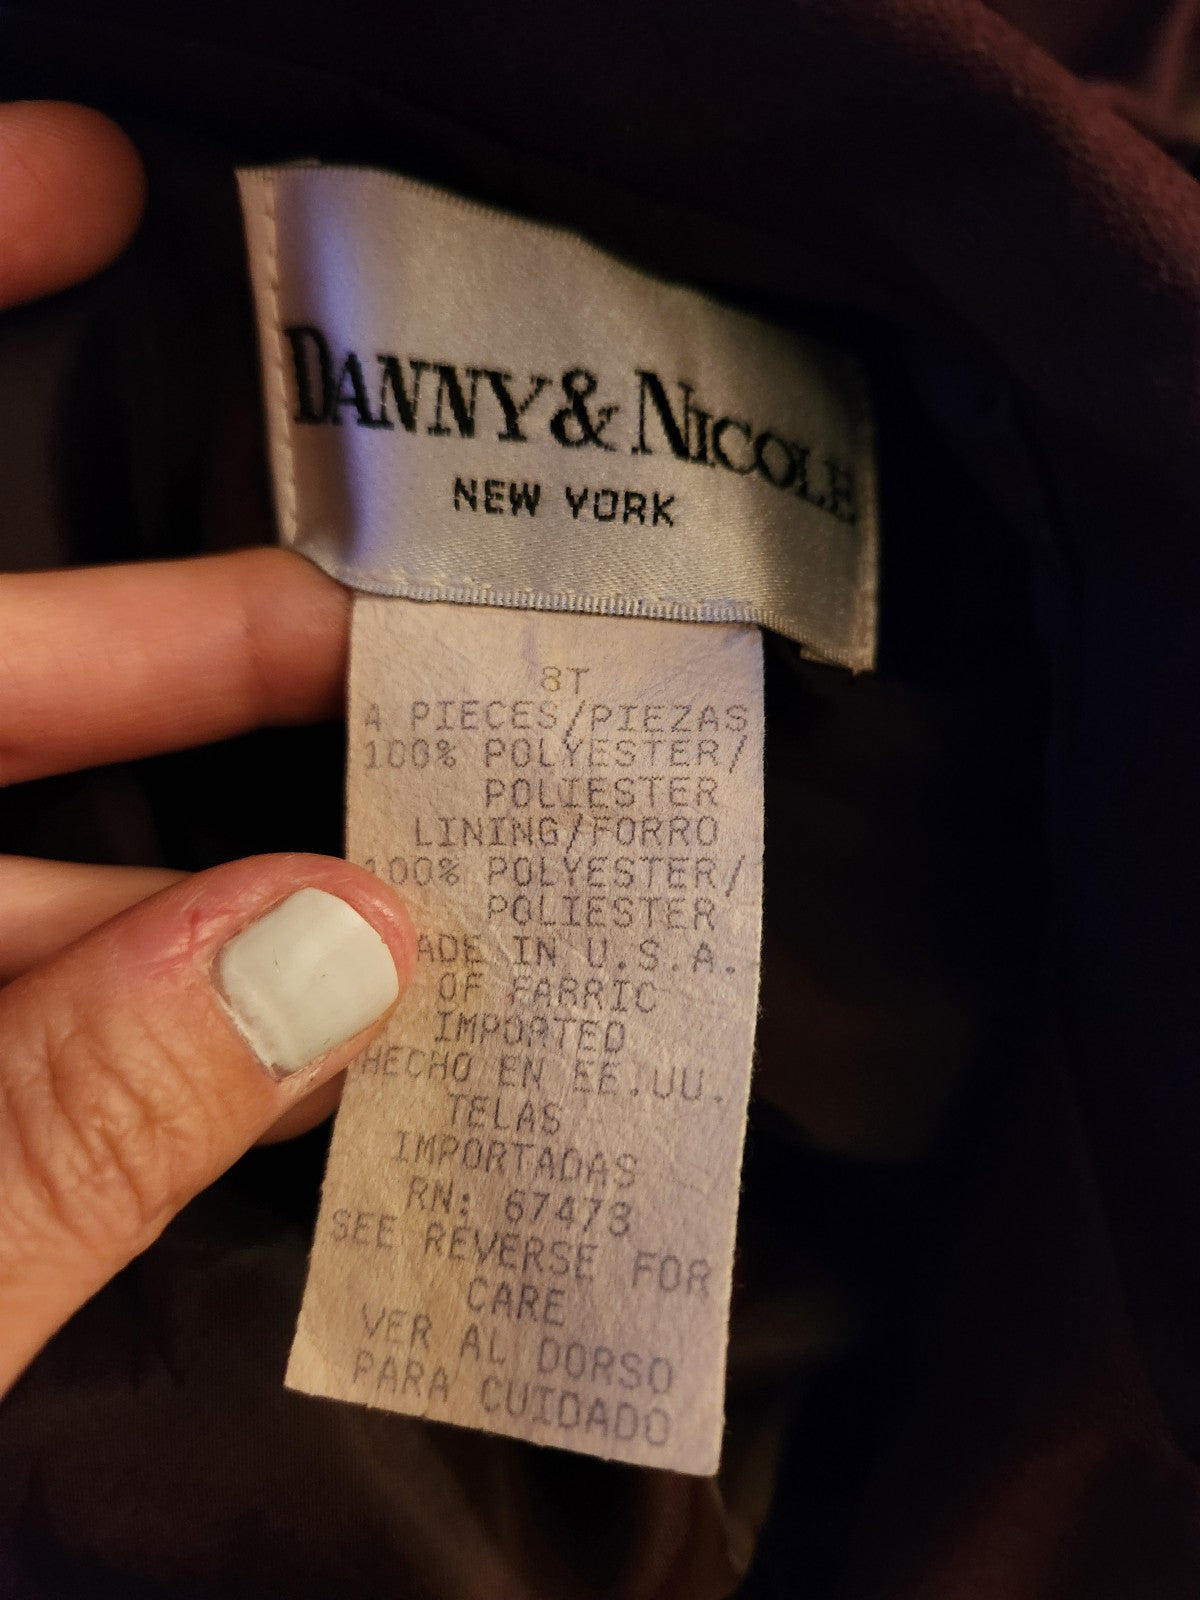 DANNY & NICOLE
NEW YORK
8T
4 PIECES/PIEZAS
100% POLYESTER/
POLIESTER
LINING/FORRO
100% POLYESTER/
POLIESTER
ADE IN U.S.A.
OF FABRIC
IMPORTED
HECHO EN EE.UU.
TELAS
IMPORTADAS
RN: 67473
SEE REVERSE FOR
CARE
VER AL DORSO
PARA CUIDADO